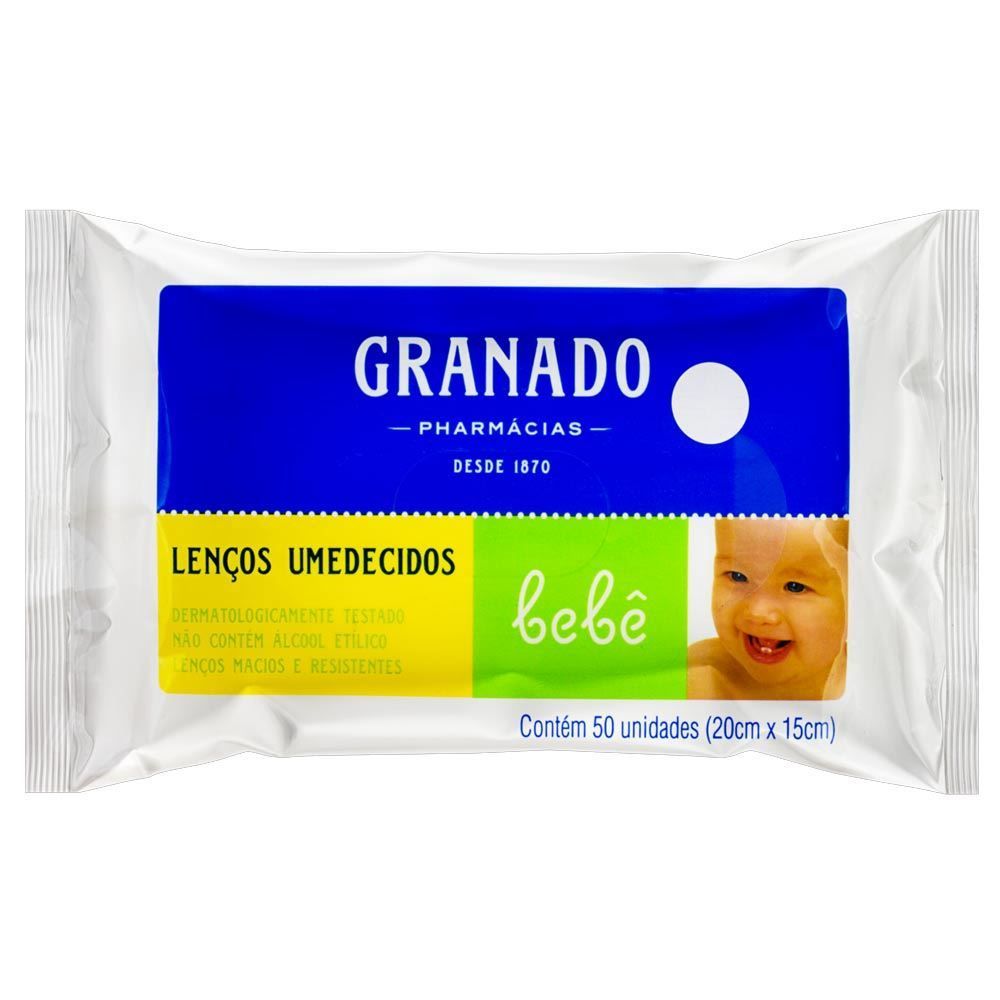 GRANADO
— PHARMÁCIAS —
DESDE 1870
LENÇOS UMEDECIDOS
DERMATOLOGICAMENTE TESTADO
NÃO CONTÉM ÁLCOOL ETÍLICO
LENÇOS MACIOS E RESISTENTES
bebê
Contém 50 unidades (20cm x 15cm)